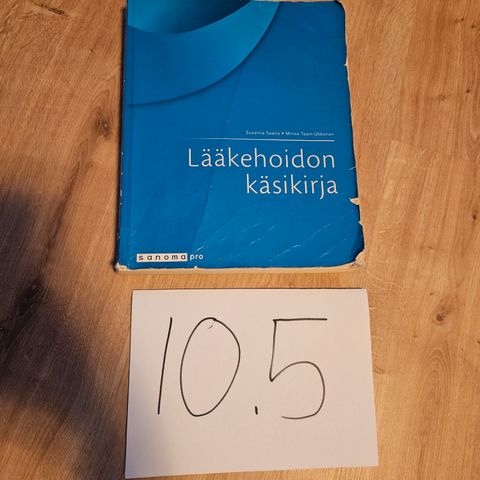 Susanna Saano • Minna Taam-Ukkonen
Lääkehoidon
käsikirja
sanoma pro
10.5